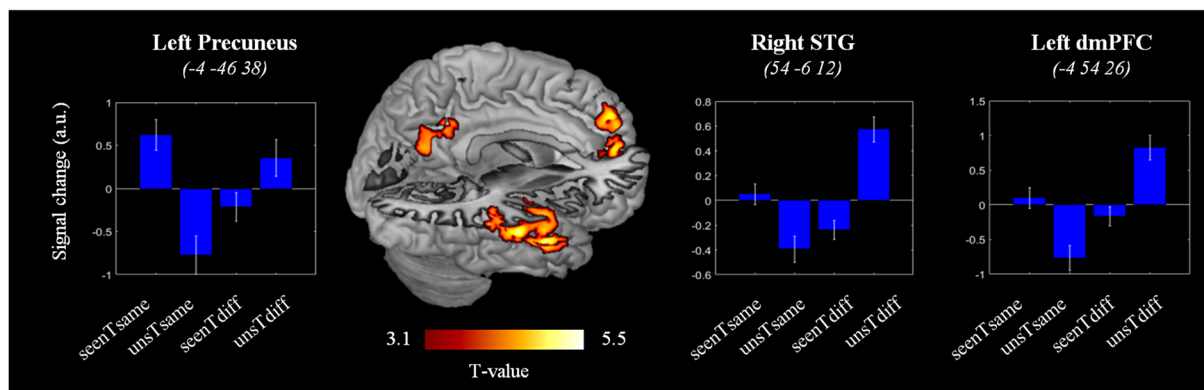 Left Precuneus
(-4 -46 38)
Signal change (a.u.)
1
0.5
0
-0.5
-1
seenTsame
unsTsame
seenTdiff
unsTdiff
3.1
5.5
T-value
Right STG
(54 -6 12)
0.8
0.6
0.4
0.2
0
-0.2
-0.4
-0.6
seenTsame
unsTsame
seenTdiff
unsTdiff
Left dmPFC
(-4 54 26)
1.5
1
0.5
0
-0.5
-1
seenTsame
unsTsame
seenTdiff
unsTdiff